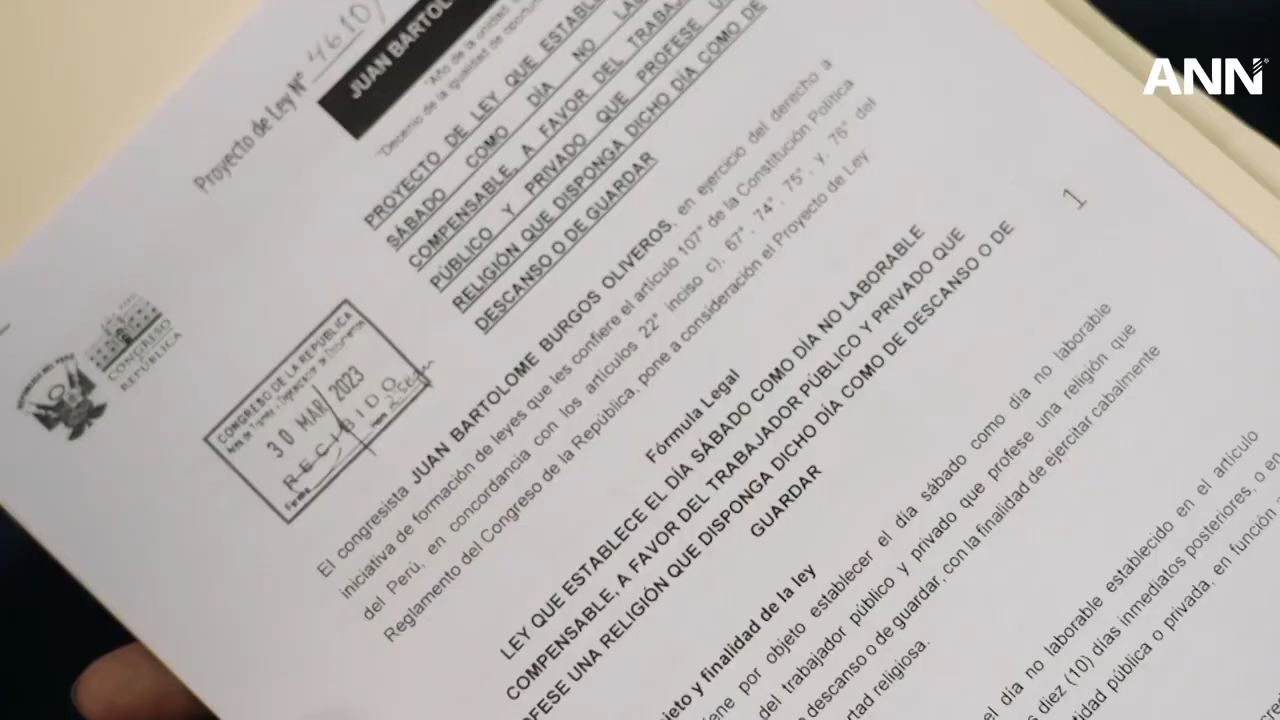 ANN
Proyecto de Ley N° 4610/
JUAN BARTOLO
"Año de la unidad
"Decenio de la igualdad de oportun
PROYECTO DE LEY QUE ESTABLE
SÁBADO COMO DÍA NO LAB
COMPENSABLE, A FAVOR DEL TRABAJ
PÚBLICO Y PRIVADO QUE PROFESE U
RELIGIÓN QUE DISPONGA DICHO DÍA COMO DE
DESCANSO O DE GUARDAR
CONGRESO
REPÚBLICA
CONGRESO DE LA REPÚBLICA
30 MAR 2023
RECIBIDO
El congresista JUAN BARTOLOME BURGOS OLIVEROS, en ejercicio del derecho a
iniciativa de formación de leyes que les confiere el artículo 107° de la Constitución Política
del Perú, en concordancia con los artículos 22° inciso c), 67°, 74°, 75°, y, 76° del
Reglamento del Congreso de la República, pone a consideración el Proyecto de Ley
1
Fórmula Legal
LEY QUE ESTABLECE EL DÍA SÁBADO COMO DÍA NO LABORABLE
COMPENSABLE, A FAVOR DEL TRABAJADOR PÚBLICO Y PRIVADO QUE
FESE UNA RELIGIÓN QUE DISPONGA DICHO DÍA COMO DE DESCANSO O DE
GUARDAR
jeto y finalidad de la ley
iene por objeto establecer el día sábado como día no laborable
del trabajador público y privado que profese una religión que
descanso o de guardar, con la finalidad de ejercitar cabalmente
rtad religiosa.
el día no laborable establecido en el artículo
s diez (10) días inmediatos posteriores, o en
tidad pública o privada, en función